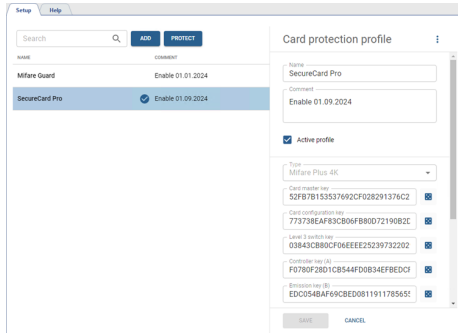 Setup
Help
Search
ADD
PROTECT
NAME
COMMENT
Mifare Guard
Enable 01.01.2024
SecureCard Pro
Enable 01.09.2024
Card protection profile
Name
SecureCard Pro
Comment
Enable 01.09.2024
Active profile
Type
Mifare Plus 4K
Card master key
52FB7B153537692CF028291376C2
Card configuration key
773738EAF83CB06FB80D72190B2D
Level 3 switch key
03843CB80CF06EEEE25239732202
Controller key (A)
F0780F28D1CB544FD0B34EFBEDCF
Emission key (B)
EDC054BAF69CBED0811911785655
SAVE
CANCEL